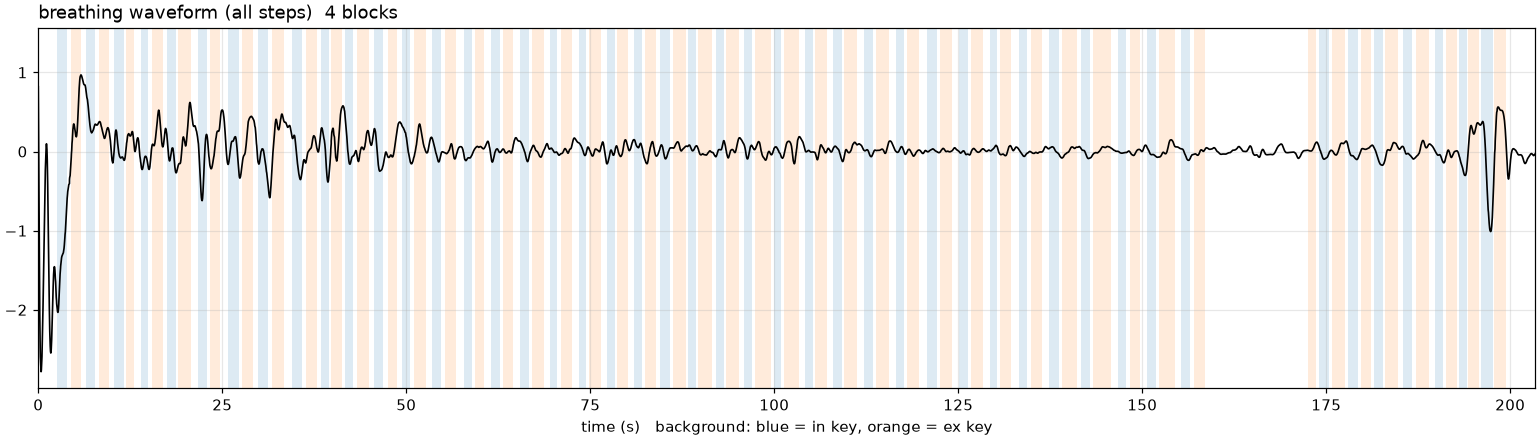 breathing waveform (all steps)  4 blocks
1
0
−1
−2
0 25 50 75 100 125 150 175 200
time (s)   background: blue = in key, orange = ex key